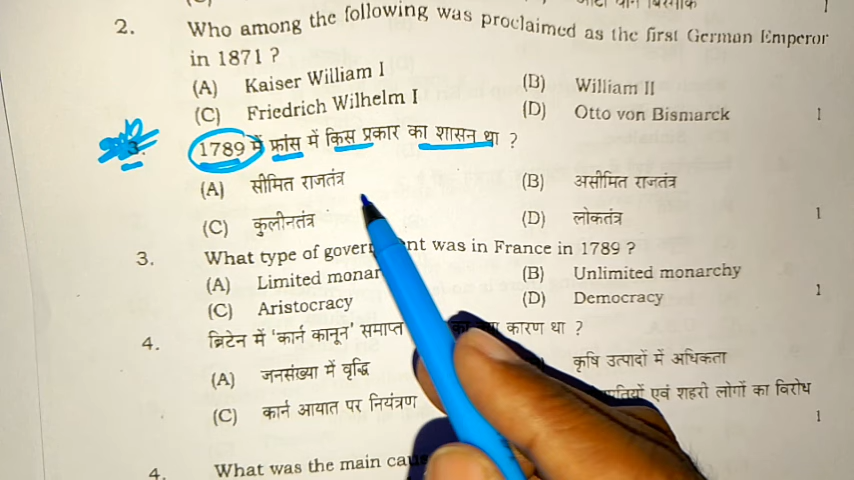 2. Who among the following was proclaimed as the first German Emperor
in 1871 ?
(A) Kaiser William I (B) William II
(C) Friedrich Wilhelm I (D) Otto von Bismarck 1
3. 1789 में फ्रांस में किस प्रकार का शासन था ?
(A) सीमित राजतंत्र (B) असीमित राजतंत्र
(C) कुलीनतंत्र (D) लोकतंत्र 1
3. What type of government was in France in 1789 ?
(A) Limited monar (B) Unlimited monarchy
(C) Aristocracy (D) Democracy 1
4. ब्रिटेन में 'कार्न कानून' समाप्त कारण था ?
(A) जनसंख्या में वृद्धि कृषि उत्पादों में अधिकता
(C) कार्न आयात पर नियंत्रण एवं शहरी लोगों का विरोध
1
4. What was the main cau